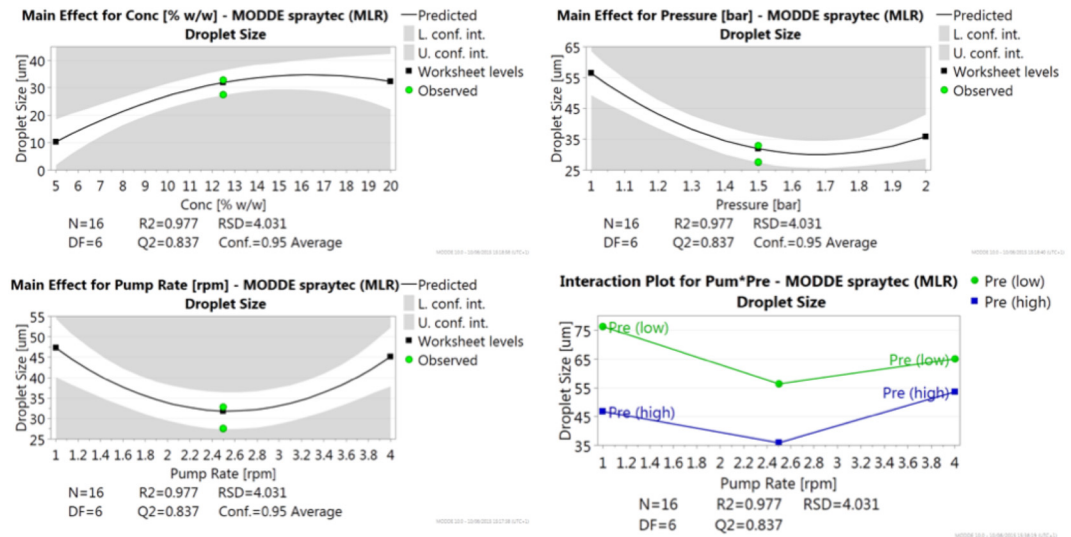 Main Effect for Conc [% w/w] - MODDE spraytec (MLR)
Droplet Size
Predicted
L. conf. int.
U. conf. int.
Worksheet levels
Observed
Droplet Size [um]
40
30
20
10
0
5 6 7 8 9 10 11 12 13 14 15 16 17 18 19 20
Conc [% w/w]
N=16 R2=0.977 RSD=4.031
DF=6 Q2=0.837 Conf.=0.95 Average
Main Effect for Pressure [bar] - MODDE spraytec (MLR)
Droplet Size
Predicted
L. conf. int.
U. conf. int.
Worksheet levels
Observed
Droplet Size [um]
65
55
45
35
25
1 1.1 1.2 1.3 1.4 1.5 1.6 1.7 1.8 1.9 2
Pressure [bar]
N=16 R2=0.977 RSD=4.031
DF=6 Q2=0.837 Conf.=0.95 Average
Main Effect for Pump Rate [rpm] - MODDE spraytec (MLR)
Droplet Size
Predicted
L. conf. int.
U. conf. int.
Worksheet levels
Observed
Droplet Size [um]
55
50
45
40
35
30
25
1 1.2 1.4 1.6 1.8 2 2.2 2.4 2.6 2.8 3 3.2 3.4 3.6 3.8 4
Pump Rate [rpm]
N=16 R2=0.977 RSD=4.031
DF=6 Q2=0.837 Conf.=0.95 Average
Interaction Plot for Pum*Pre - MODDE spraytec (MLR)
Droplet Size
Pre (low)
Pre (high)
Droplet Size [um]
75
65
55
45
35
Pre (low)
Pre (low)
Pre (high)
Pre (high)
1 1.2 1.4 1.6 1.8 2 2.2 2.4 2.6 2.8 3 3.2 3.4 3.6 3.8 4
Pump Rate [rpm]
N=16 R2=0.977 RSD=4.031
DF=6 Q2=0.837